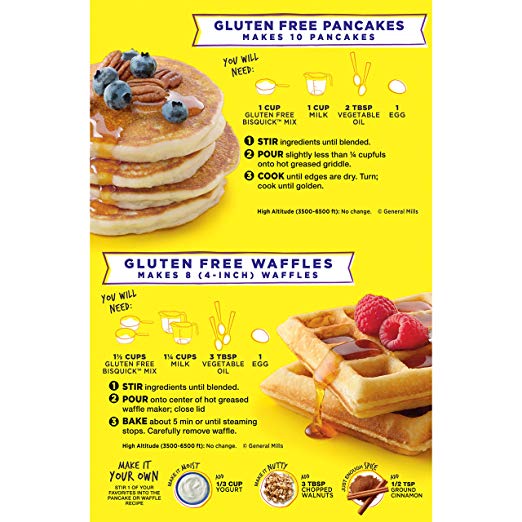 GLUTEN FREE PANCAKES
MAKES 10 PANCAKES
YOU WILL
NEED:
1 CUP
GLUTEN FREE
BISQUICK™ MIX
1 CUP
MILK
2 TBSP
VEGETABLE
OIL
1
EGG
1 STIR ingredients until blended.
2 POUR slightly less than ¼ cupfuls
onto hot greased griddle.
3 COOK until edges are dry. Turn;
cook until golden.
High Altitude (3500-6500 ft): No change. © General Mills
GLUTEN FREE WAFFLES
MAKES 8 (4-INCH) WAFFLES
YOU WILL
NEED:
1⅓ CUPS
GLUTEN FREE
BISQUICK™ MIX
1¼ CUPS
MILK
3 TBSP
VEGETABLE
OIL
1
EGG
1 STIR ingredients until blended.
2 POUR onto center of hot greased
waffle maker; close lid
3 BAKE about 5 min or until steaming
stops. Carefully remove waffle.
High Altitude (3500-6500 ft): No change. © General Mills
MAKE IT
YOUR OWN
STIR 1 OF YOUR
FAVORITES INTO THE
PANCAKE OR WAFFLE
RECIPE
MAKE IT MOIST
ADD
1/3 CUP
YOGURT
MAKE IT NUTTY
ADD
3 TBSP
CHOPPED
WALNUTS
JUST ENOUGH SPICE
ADD
1/2 TSP
GROUND
CINNAMON